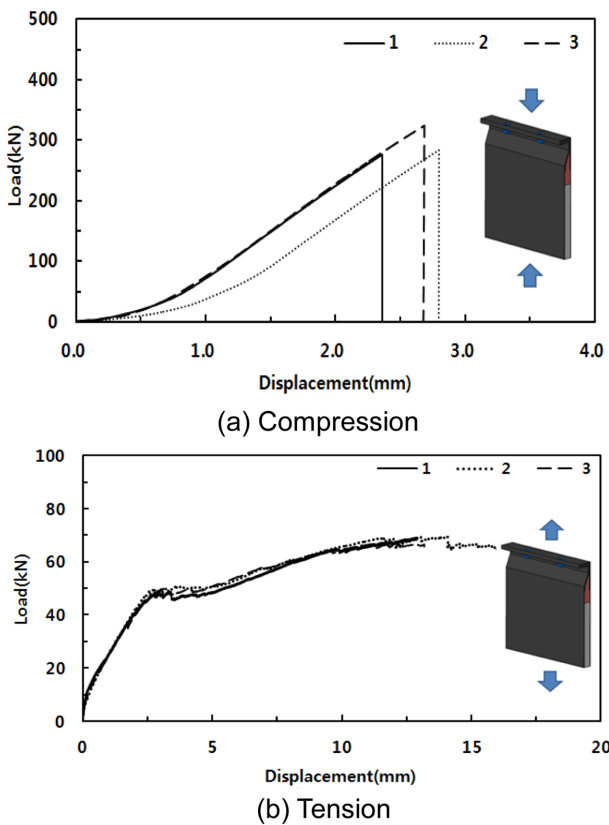 500
400
300
200
100
0
Load(kN)
1 2 3
0.0 1.0 2.0 3.0 4.0
Displacement(mm)
(a) Compression
100
80
60
40
20
0
Load(kN)
1 2 3
0 5 10 15 20
Displacement(mm)
(b) Tension